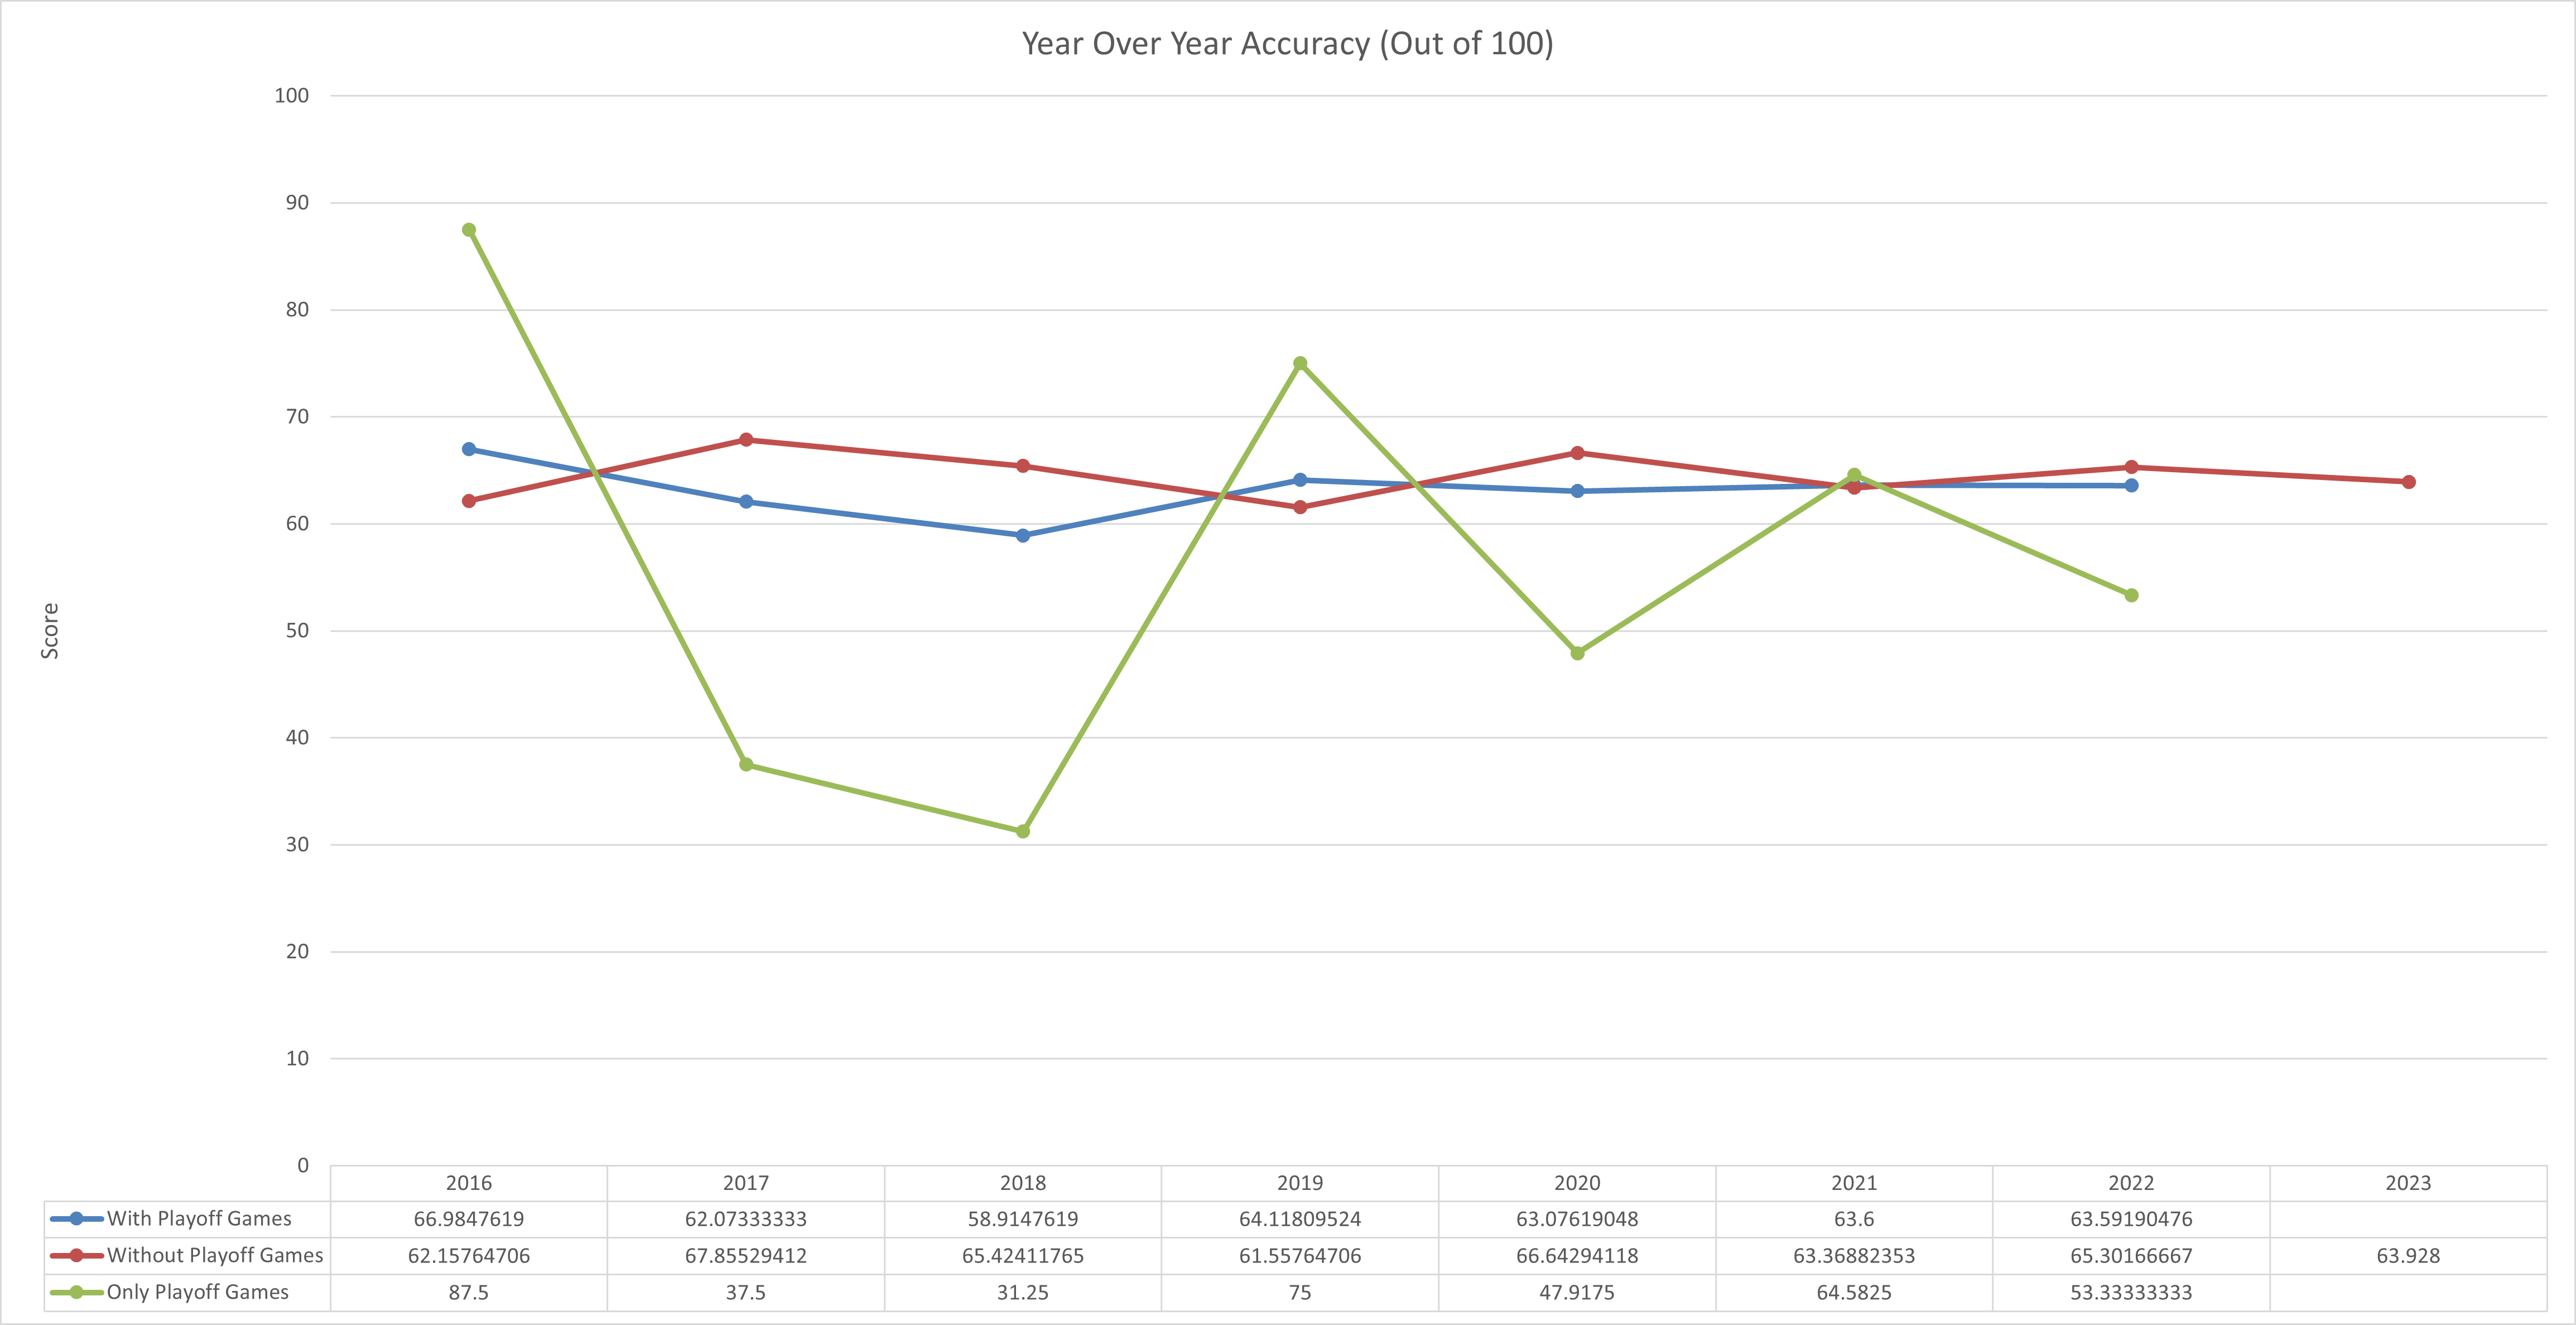 Year Over Year Accuracy (Out of 100)
100
90
80
70
60
50
40
30
20
10
0
Score
2016 2017 2018 2019 2020 2021 2022 2023
With Playoff Games 66.9847619 62.07333333 58.9147619 64.11809524 63.07619048 63.6 63.59190476
Without Playoff Games 62.15764706 67.85529412 65.42411765 61.55764706 66.64294118 63.36882353 65.30166667 63.928
Only Playoff Games 87.5 37.5 31.25 75 47.9175 64.5825 53.33333333